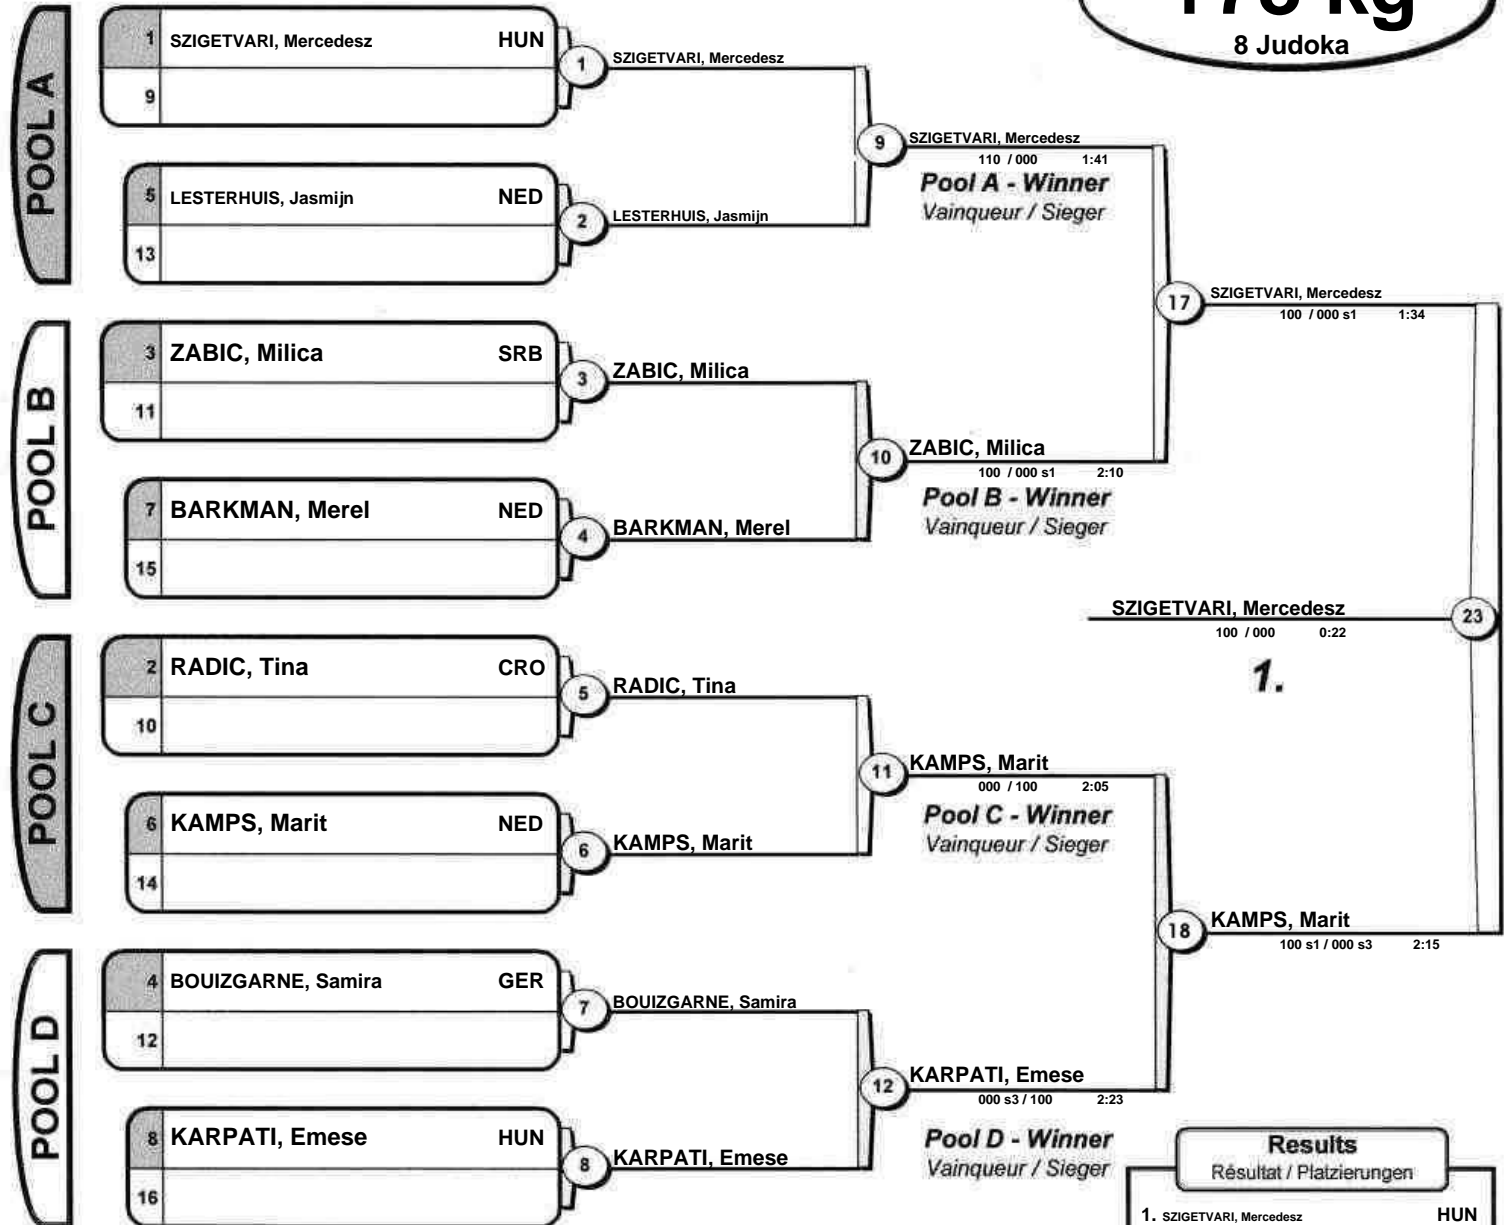 8 Judoka
POOL A
1 SZIGETVARI, Mercedesz HUN
9
1 SZIGETVARI, Mercedesz
5 LESTERHUIS, Jasmijn NED
13
2 LESTERHUIS, Jasmijn
9 SZIGETVARI, Mercedesz
110 / 000 1:41
Pool A - Winner
Vainqueur / Sieger
POOL B
3 ZABIC, Milica SRB
11
3 ZABIC, Milica
7 BARKMAN, Merel NED
15
4 BARKMAN, Merel
10 ZABIC, Milica
100 / 000 s1 2:10
Pool B - Winner
Vainqueur / Sieger
17 SZIGETVARI, Mercedesz
100 / 000 s1 1:34
SZIGETVARI, Mercedesz 23
100 / 000 0:22
1.
POOL C
2 RADIC, Tina CRO
10
5 RADIC, Tina
6 KAMPS, Marit NED
14
6 KAMPS, Marit
11 KAMPS, Marit
000 / 100 2:05
Pool C - Winner
Vainqueur / Sieger
POOL D
4 BOUIZGARNE, Samira GER
12
7 BOUIZGARNE, Samira
8 KARPATI, Emese HUN
16
8 KARPATI, Emese
12 KARPATI, Emese
000 s3 / 100 2:23
Pool D - Winner
Vainqueur / Sieger
18 KAMPS, Marit
100 s1 / 000 s3 2:15
Results
Résultat / Platzierungen
1. SZIGETVARI, Mercedesz HUN